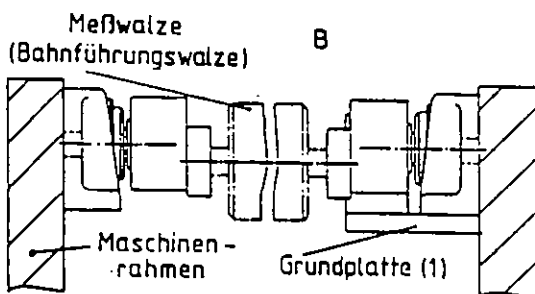 Meßwalze
(Bahnführungswalze)
B
Maschinen-
rahmen
Grundplatte (1)